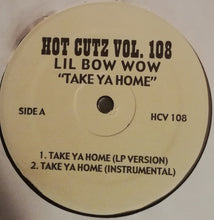 HOT CUTZ VOL. 108
LIL BOW WOW
"TAKE YA HOME"
SIDE A HCV 108
1. TAKE YA HOME (LP VERSION)
2. TAKE YA HOME (INSTRUMENTAL)